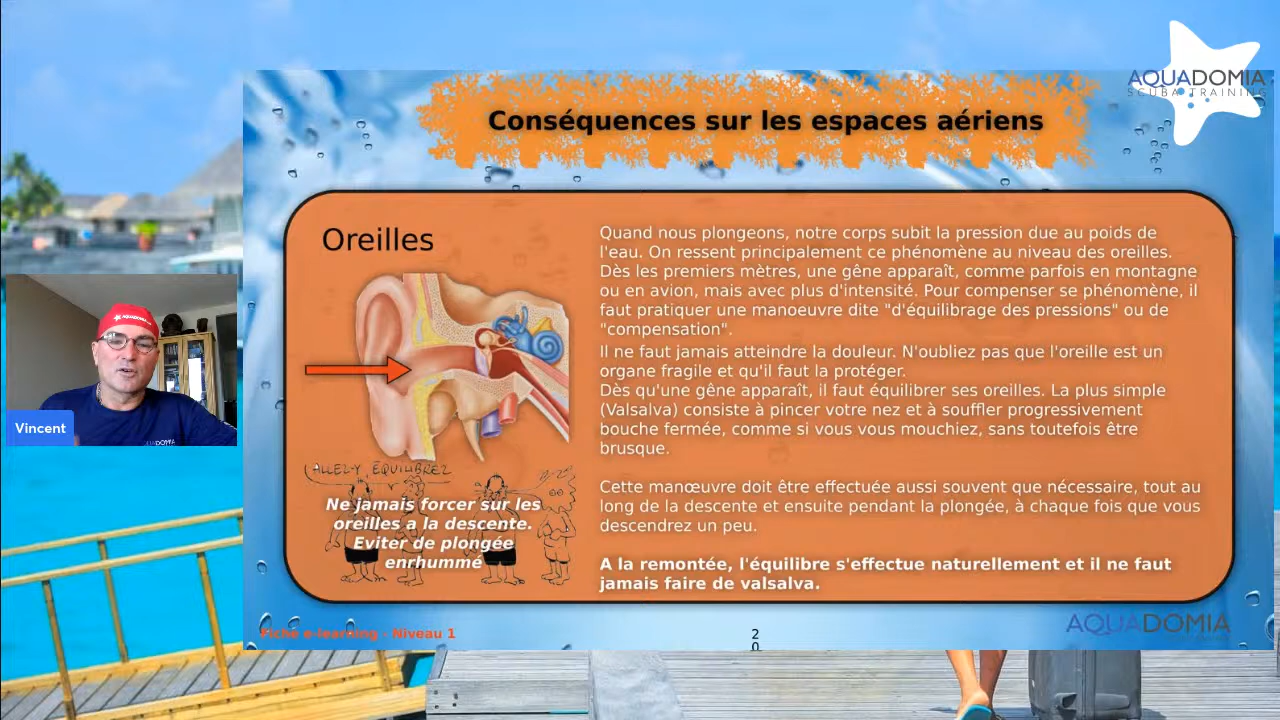 AQUADOMIA
SCUBA TRAINING
Conséquences sur les espaces aériens
Oreilles
Quand nous plongeons, notre corps subit la pression due au poids de
l'eau. On ressent principalement ce phénomène au niveau des oreilles.
Dès les premiers mètres, une gêne apparaît, comme parfois en montagne
ou en avion, mais avec plus d'intensité. Pour compenser se phénomène, il
faut pratiquer une manoeuvre dite "d'équilibrage des pressions" ou de
"compensation".
Il ne faut jamais atteindre la douleur. N'oubliez pas que l'oreille est un
organe fragile et qu'il faut la protéger.
Dès qu'une gêne apparaît, il faut équilibrer ses oreilles. La plus simple
(Valsalva) consiste à pincer votre nez et à souffler progressivement
bouche fermée, comme si vous vous mouchiez, sans toutefois être
brusque.
Cette manœuvre doit être effectuée aussi souvent que nécessaire, tout au
long de la descente et ensuite pendant la plongée, à chaque fois que vous
descendrez un peu.
A la remontée, l'équilibre s'effectue naturellement et il ne faut
jamais faire de valsalva.
ALLEZ-Y, ÉQUILIBREZ
Ne jamais forcer sur les
oreilles a la descente.
Eviter de plongée
enrhummé
AQUADOMIA
Vincent
AQUADOMIA
Fiche e-learning - Niveau 1
2
0
AQUADOMIA